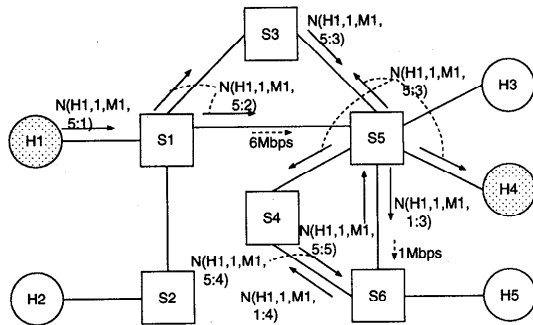 S3
N(H1,1,M1,
5:3)
N(H1,1,M1,
5:2)
N(H1,1,M1,
5:3)
H3
N(H1,1,M1,
5:1)
H1
S1
6Mbps
S5
H4
S4
N(H1,1,M1,
1:3)
N(H1,1,M1,
5:5)
N(H1,1,M1,
5:4)
1Mbps
H2
S2
N(H1,1,M1,
1:4)
S6
H5